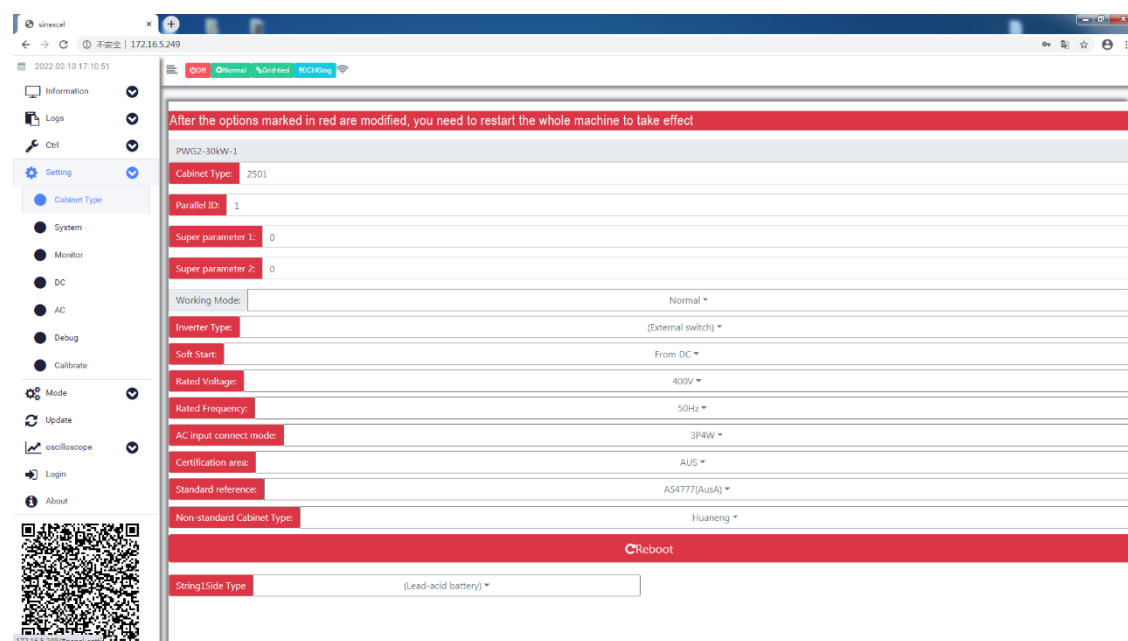 sinexcel
不安全 | 172.16.5.249
2022-02-10 17:10:51
Off Normal Grid-tied DCHGing
Information
Logs
Ctrl
Setting
Cabinet Type
System
Monitor
DC
AC
Debug
Calibrate
Mode
Update
oscilloscope
Login
About
After the options marked in red are modified, you need to restart the whole machine to take effect
PWG2-30kW-1
Cabinet Type: 2501
Parallel ID: 1
Super parameter 1: 0
Super parameter 2: 0
Working Mode: Normal
Inverter Type: (External switch)
Soft Start: From DC
Rated Voltage: 400V
Rated Frequency: 50Hz
AC input connect mode: 3P4W
Certification area: AUS
Standard reference: AS4777(AusA)
Non-standard Cabinet Type: Huaneng
Reboot
String1Side Type (Lead-acid battery)